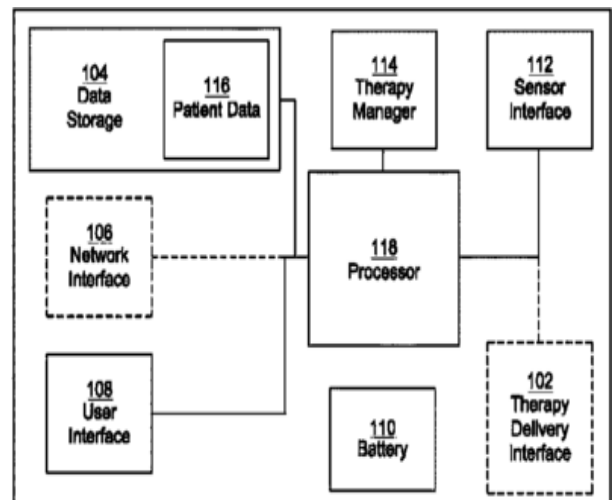 104
Data
Storage
116
Patient Data
114
Therapy
Manager
112
Sensor
Interface
106
Network
Interface
118
Processor
108
User
Interface
110
Battery
102
Therapy
Delivery
Interface